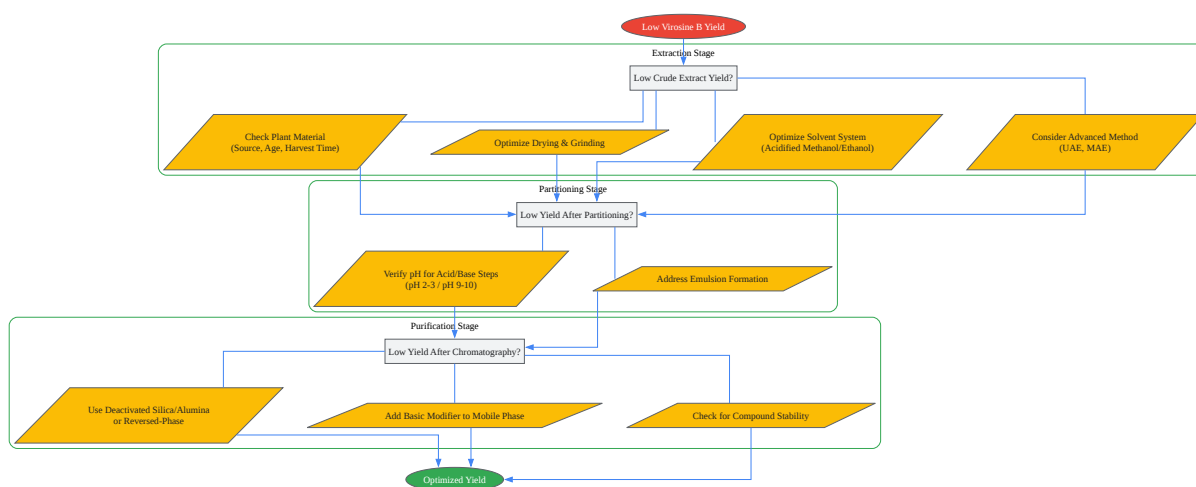 Low Virosine B Yield
Extraction Stage
Low Crude Extract Yield?
Check Plant Material
(Source, Age, Harvest Time)
Optimize Drying & Grinding
Optimize Solvent System
(Acidified Methanol/Ethanol)
Consider Advanced Method
(UAE, MAE)
Partitioning Stage
Low Yield After Partitioning?
Verify pH for Acid/Base Steps
(pH 2-3 / pH 9-10)
Address Emulsion Formation
Purification Stage
Low Yield After Chromatography?
Use Deactivated Silica/Alumina
or Reversed-Phase
Add Basic Modifier to Mobile Phase
Check for Compound Stability
Optimized Yield